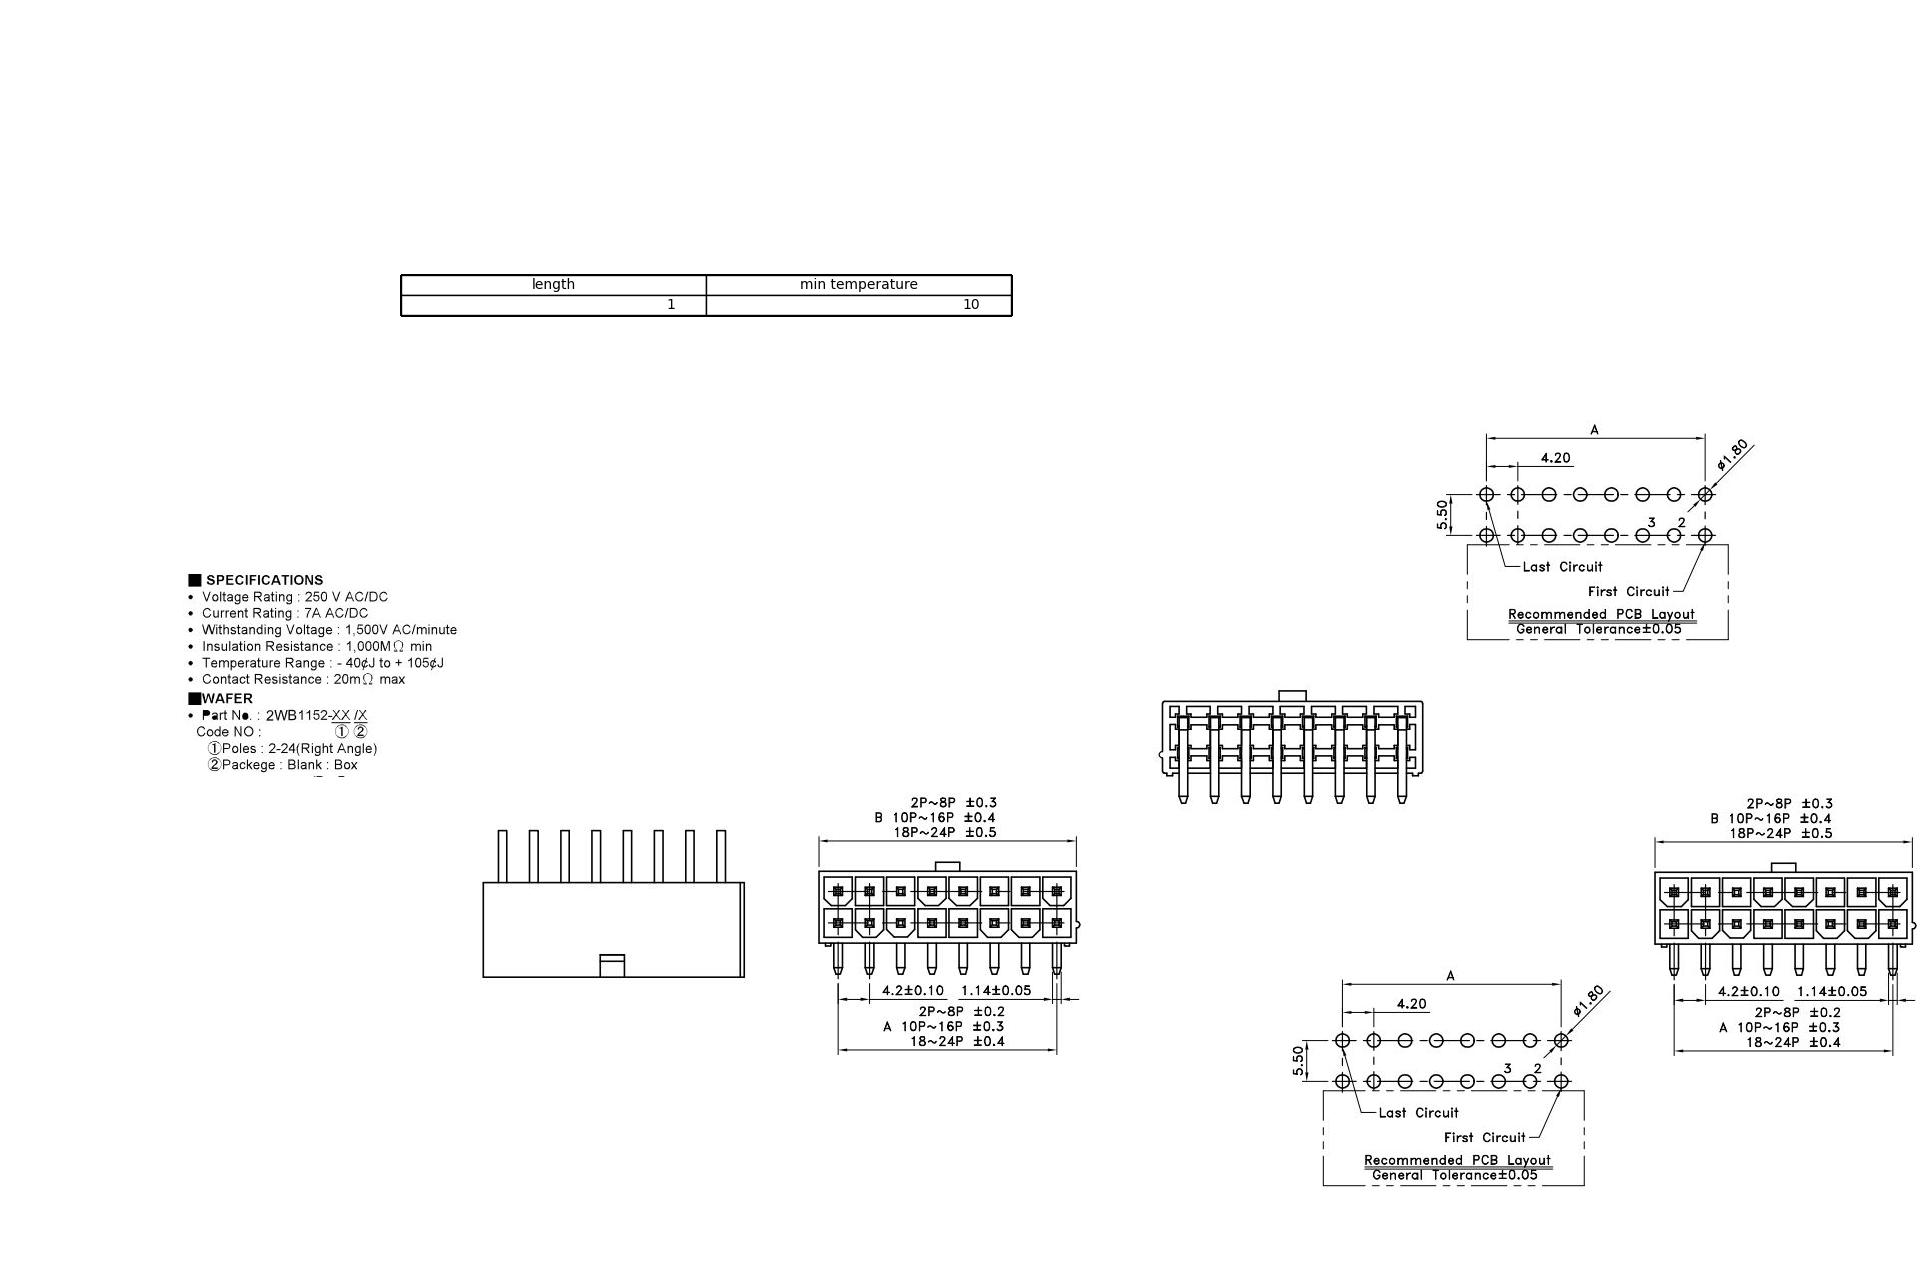 length min temperature
1 10
A
4.20
ø1.80
5.50
3 2
Last Circuit
First Circuit
Recommended PCB Layout
General Tolerance±0.05
■ SPECIFICATIONS
• Voltage Rating : 250 V AC/DC
• Current Rating : 7A AC/DC
• Withstanding Voltage : 1,500V AC/minute
• Insulation Resistance : 1,000MΩ min
• Temperature Range : - 40¢J to + 105¢J
• Contact Resistance : 20mΩ max
■WAFER
• Part No. : 2WB1152-XX /X
Code NO : ① ②
①Poles : 2-24(Right Angle)
②Packege : Blank : Box
2P~8P ±0.3
B 10P~16P ±0.4
18P~24P ±0.5
4.2±0.10 1.14±0.05
2P~8P ±0.2
A 10P~16P ±0.3
18~24P ±0.4
A
4.20
ø1.80
5.50
3 2
Last Circuit
First Circuit
Recommended PCB Layout
General Tolerance±0.05
2P~8P ±0.3
B 10P~16P ±0.4
18P~24P ±0.5
4.2±0.10 1.14±0.05
2P~8P ±0.2
A 10P~16P ±0.3
18~24P ±0.4